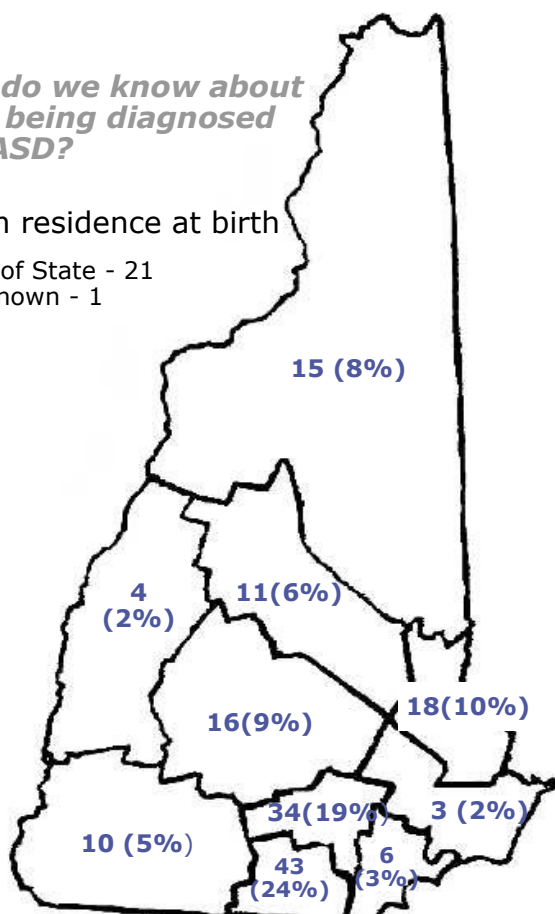 do we know about
being diagnosed
ASD?
residence at birth
of State - 21
- 1
15 (8%)
4
(2%)
11(6%)
16(9%)
18(10%)
34(19%)
3 (2%)
10 (5%)
43
(24%)
6
(3%)